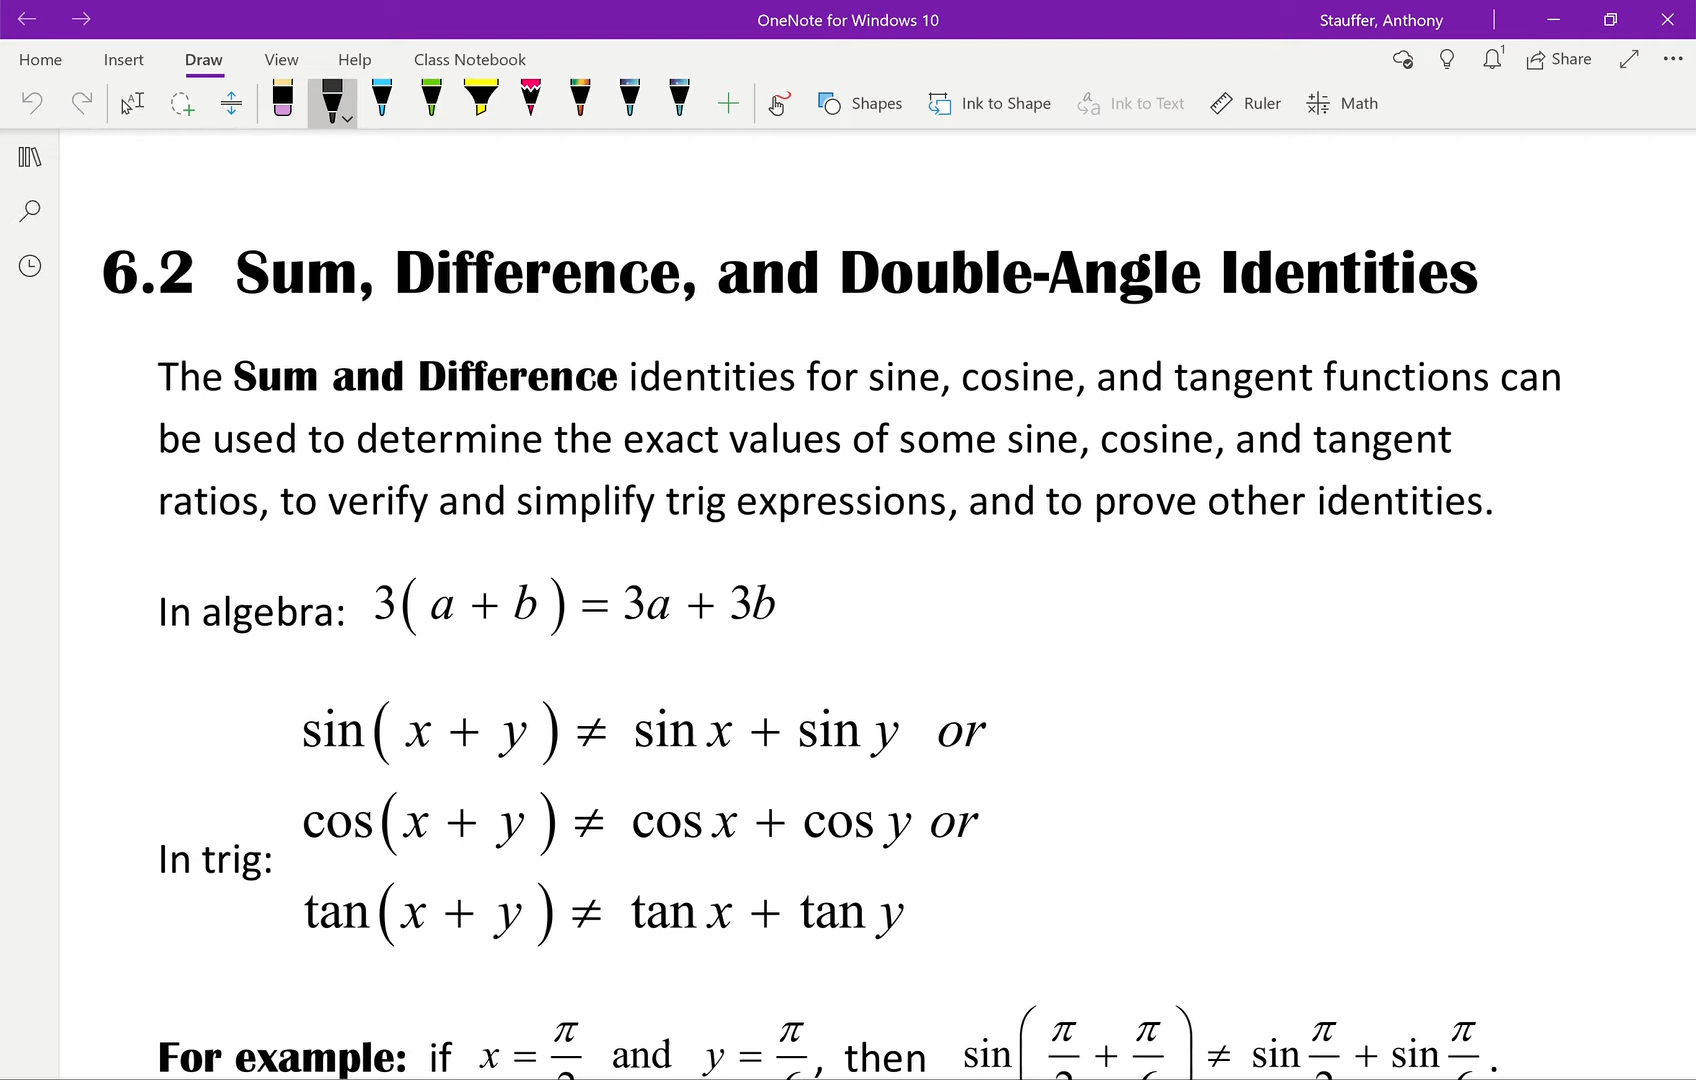 OneNote for Windows 10
Stauffer, Anthony
Home Insert Draw View Help Class Notebook
1 Share
Shapes Ink to Shape Ink to Text Ruler Math
6.2 Sum, Difference, and Double-Angle Identities
The Sum and Difference identities for sine, cosine, and tangent functions can
be used to determine the exact values of some sine, cosine, and tangent
ratios, to verify and simplify trig expressions, and to prove other identities.
In algebra: 3( a + b ) = 3a + 3b
sin( x + y ) ≠ sin x + sin y or
cos( x + y ) ≠ cos x + cos y or
In trig:
tan( x + y ) ≠ tan x + tan y
For example: if x = π/ and y = π/ , then sin( π/ + π/ ) ≠ sin π/ + sin π/ .